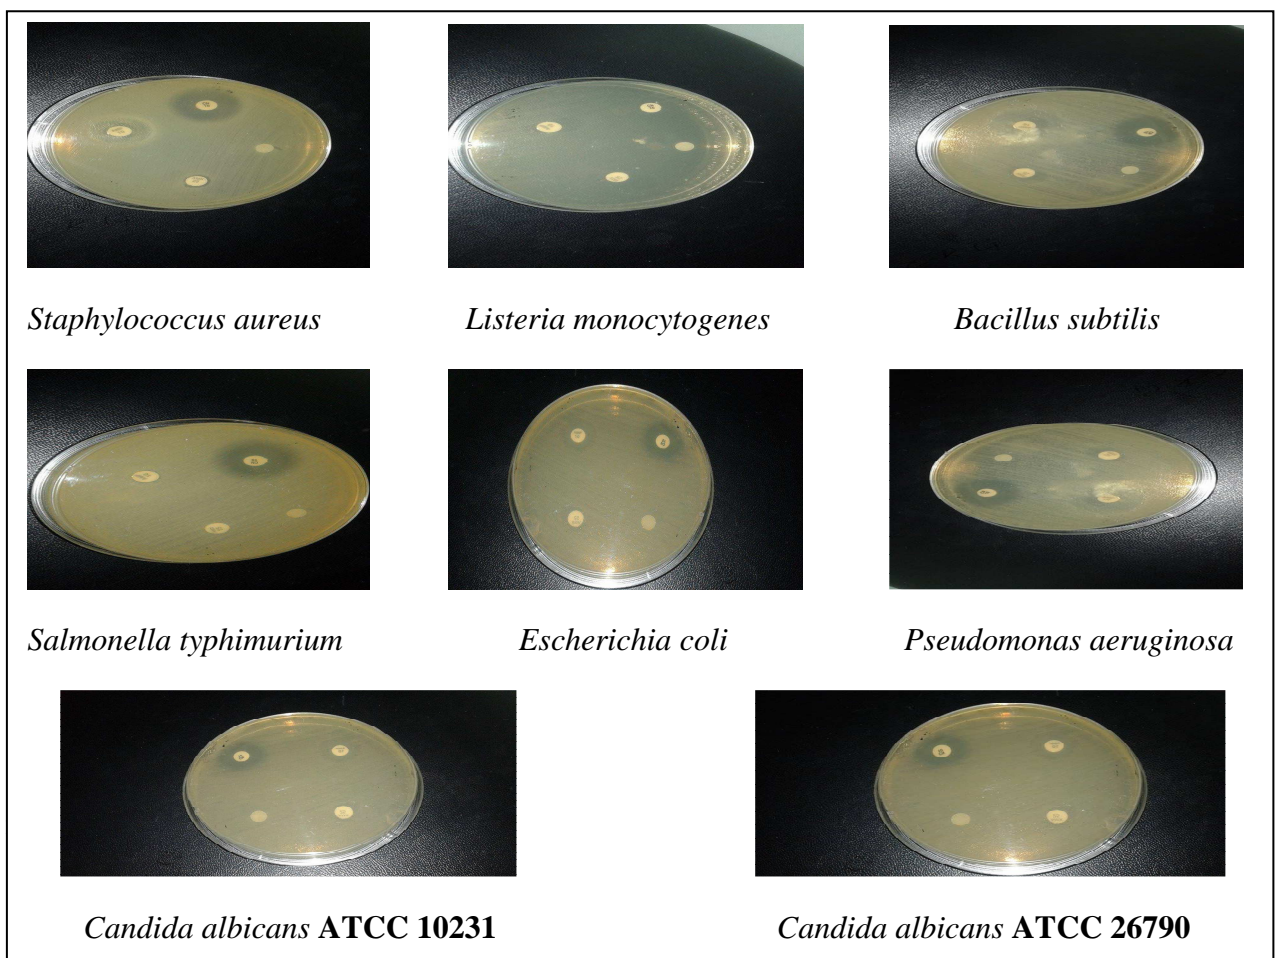 Staphylococcus aureus
Listeria monocytogenes
Bacillus subtilis
Salmonella typhimurium
Escherichia coli
Pseudomonas aeruginosa
Candida albicans ATCC 10231
Candida albicans ATCC 26790